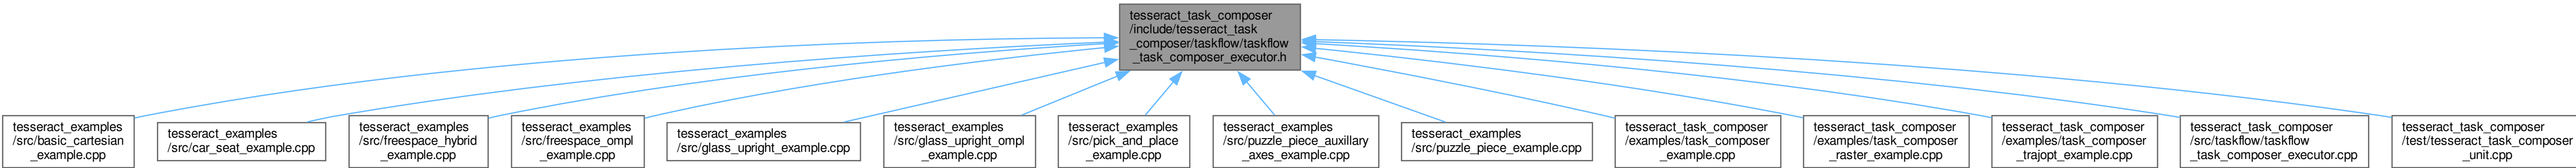 tesseract_task_composer
/include/tesseract_task
_composer/taskflow/taskflow
_task_composer_executor.h
tesseract_examples
/src/basic_cartesian
_example.cpp
tesseract_examples
/src/car_seat_example.cpp
tesseract_examples
/src/freespace_hybrid
_example.cpp
tesseract_examples
/src/freespace_ompl
_example.cpp
tesseract_examples
/src/glass_upright_example.cpp
tesseract_examples
/src/glass_upright_ompl
_example.cpp
tesseract_examples
/src/pick_and_place
_example.cpp
tesseract_examples
/src/puzzle_piece_auxillary
_axes_example.cpp
tesseract_examples
/src/puzzle_piece_example.cpp
tesseract_task_composer
/examples/task_composer
_example.cpp
tesseract_task_composer
/examples/task_composer
_raster_example.cpp
tesseract_task_composer
/examples/task_composer
_trajopt_example.cpp
tesseract_task_composer
/src/taskflow/taskflow
_task_composer_executor.cpp
tesseract_task_composer
/test/tesseract_task_composer
_unit.cpp